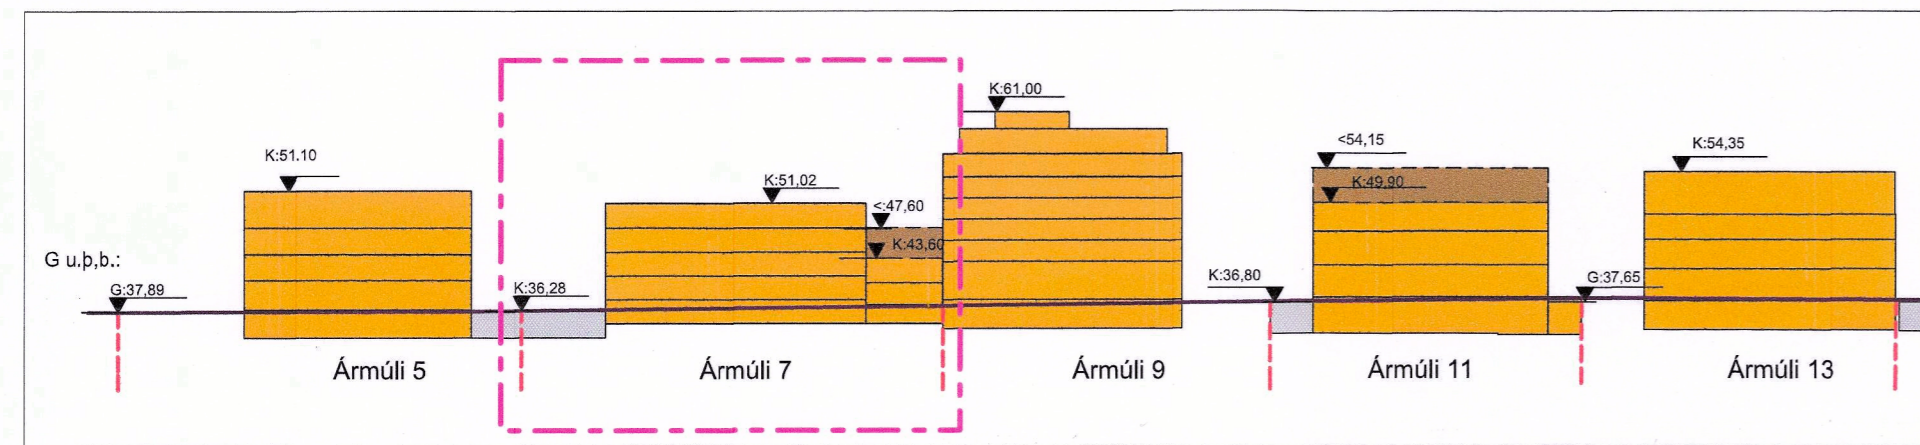 K:61,00
K:51.10
K:51,02
<:47,60
K:43,60
<54,15
K:49,90
K:54,35
G u.þ,b.:
G:37,89
K:36,28
K:36,80
G:37,65
Ármúli 5
Ármúli 7
Ármúli 9
Ármúli 11
Ármúli 13